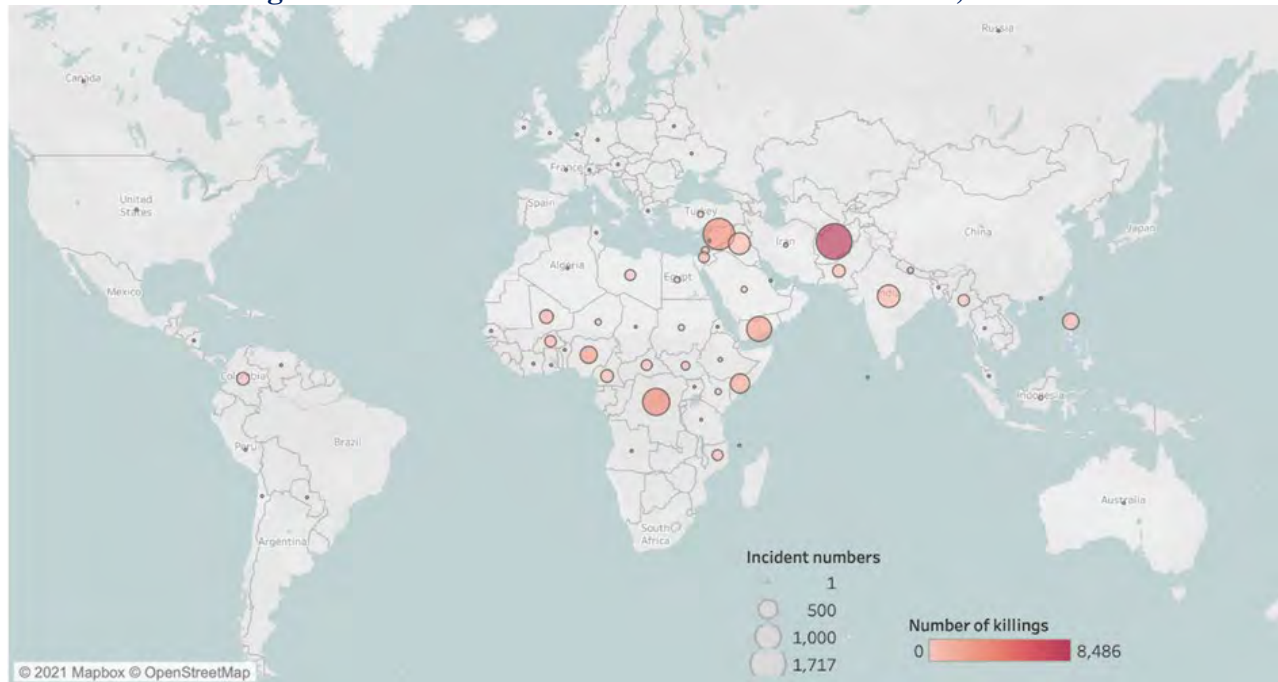 Russia
Canada
France
United
States
Spain
Turkey
Japan
China
Iran
Algeria
Egypt
Mexico
Colombia
Indonesia
Peru
Brazil
Australia
South
Africa
Argentina
Incident numbers
1
500
1,000
1,717
Number of killings
0
8,486
© 2021 Mapbox © OpenStreetMap